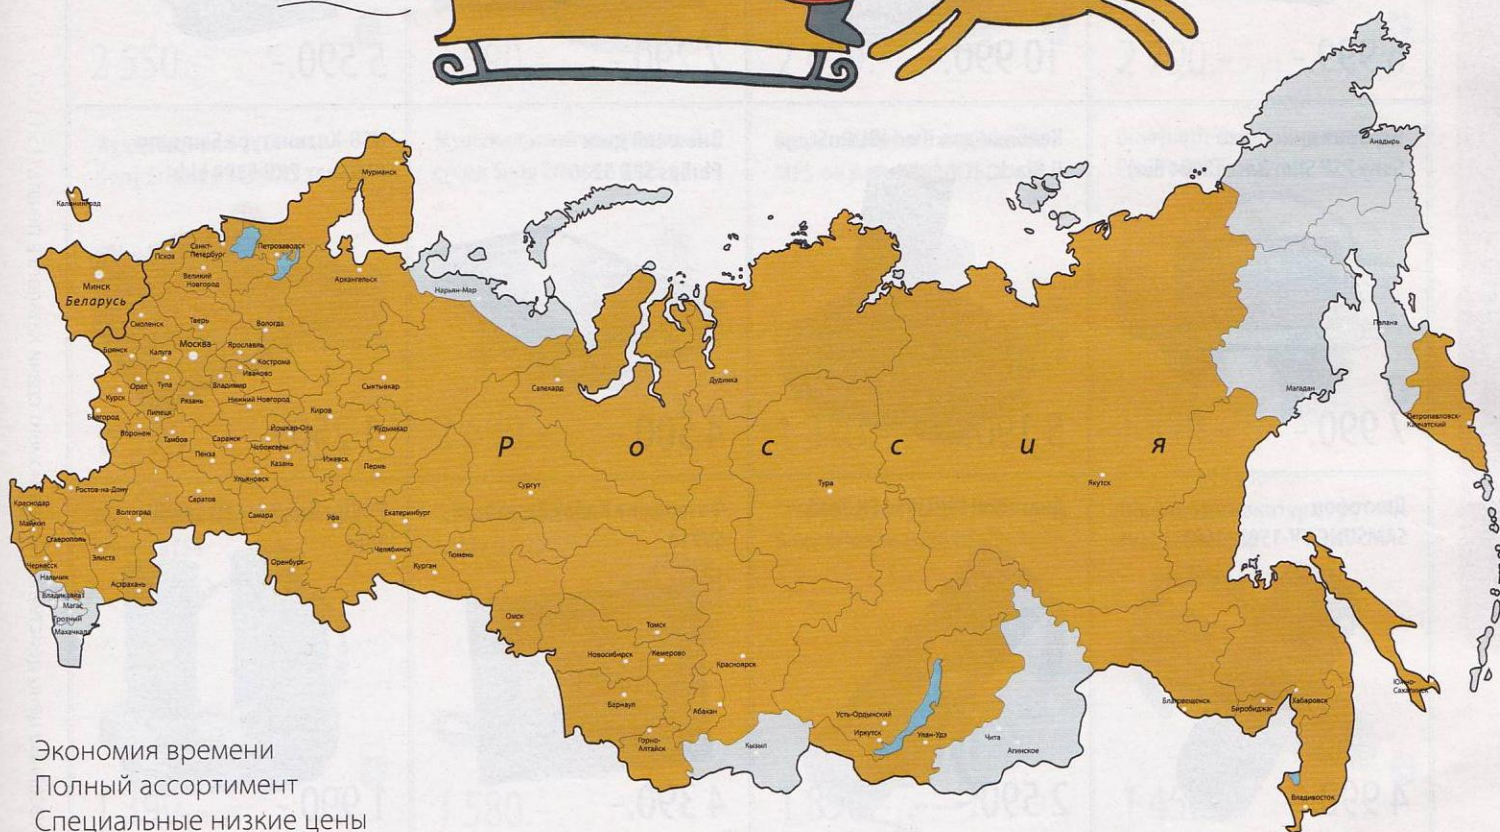 Анадырь
Мурманск
Калининград
Санкт-
Петербург
Петрозаводск
Псков
Великий
Новгород
Архангельск
Нарьян-Мар
Минск
Беларусь
Смоленск
Тверь
Вологда
Палана
Москва
Ярославль
Брянск
Калуга
Кострома
Иваново
Дудинка
Орел
Тула
Владимир
Сыктывкар
Салехард
Магадан
Курск
Рязань
Нижний Новгород
Белгород
Липецк
Киров
Петропавловск-
Камчатский
Воронеж
Тамбов
Саранск
Йошкар-Ола
Кудымкар
Чебоксары
Россия
Пенза
Казань
Ижевск
Пермь
Ульяновск
Сургут
Тура
Якутск
Ростов-на-Дону
Краснодар
Саратов
Майкоп
Волгоград
Самара
Уфа
Екатеринбург
Ставрополь
Элиста
Челябинск
Тюмень
Черкесск
Оренбург
Курган
Нальчик
Астрахань
Владикавказ
Магас
Грозный
Махачкала
Омск
Томск
Новосибирск
Кемерово
Красноярск
Барнаул
Абакан
Усть-Ордынский
Иркутск
Улан-Удэ
Горно-
Алтайск
Кызыл
Чита
Агинское
Благовещенск
Биробиджан
Хабаровск
Южно-
Сахалинск
Владивосток
Экономия времени
Полный ассортимент
Специальные низкие цены